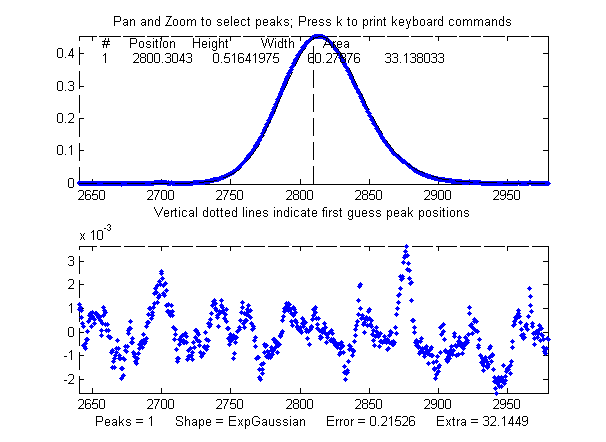 Pan and Zoom to select peaks; Press k to print keyboard commands
# Position Height Width Area
1 2800.3043 0.51641975 60.27876 33.138033
0.4
0.3
0.2
0.1
0
2650 2700 2750 2800 2850 2900 2950
Vertical dotted lines indicate first guess peak positions
x 10^-3
3
2
1
0
-1
-2
2650 2700 2750 2800 2850 2900 2950
Peaks = 1 Shape = ExpGaussian Error = 0.21526 Extra = 32.1449